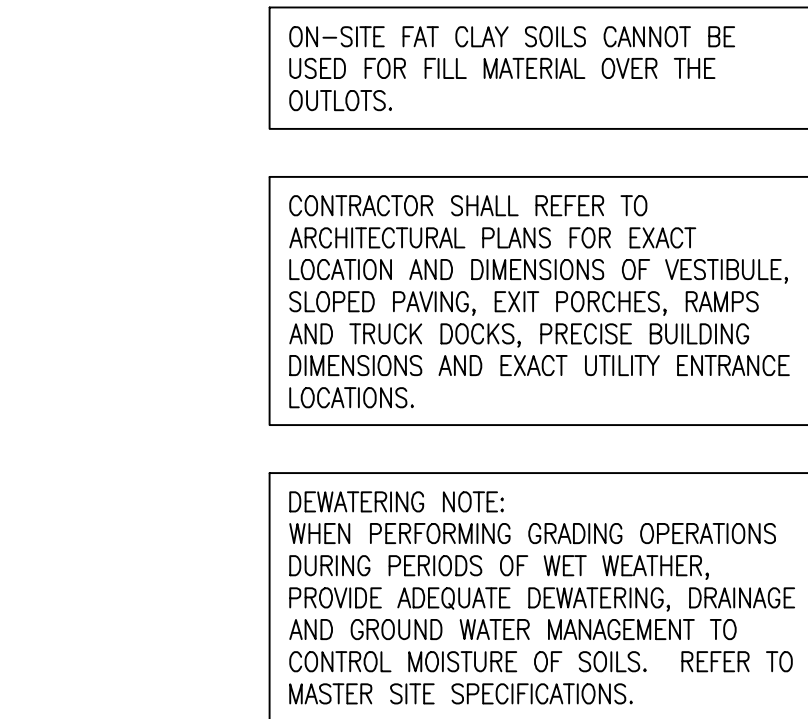 ON-SITE FAT CLAY SOILS CANNOT BE
USED FOR FILL MATERIAL OVER THE
OUTLOTS.
CONTRACTOR SHALL REFER TO
ARCHITECTURAL PLANS FOR EXACT
LOCATION AND DIMENSIONS OF VESTIBULE,
SLOPED PAVING, EXIT PORCHES, RAMPS
AND TRUCK DOCKS, PRECISE BUILDING
DIMENSIONS AND EXACT UTILITY ENTRANCE
LOCATIONS.
DEWATERING NOTE:
WHEN PERFORMING GRADING OPERATIONS
DURING PERIODS OF WET WEATHER,
PROVIDE ADEQUATE DEWATERING, DRAINAGE
AND GROUND WATER MANAGEMENT TO
CONTROL MOISTURE OF SOILS. REFER TO
MASTER SITE SPECIFICATIONS.